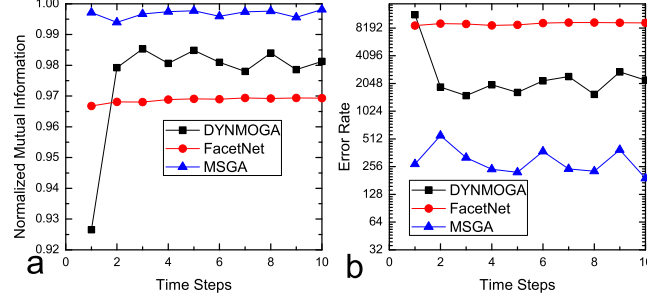 1.00
0.99
0.98
0.97
0.96
0.95
0.94
0.93
0.92
Normalized Mutual Information
DYNMOGA
FacetNet
MSGA
0 2 4 6 8 10
Time Steps
a
8192
4096
2048
1024
512
256
128
64
32
Error Rate
DYNMOGA
FacetNet
MSGA
0 2 4 6 8 10
Time Steps
b